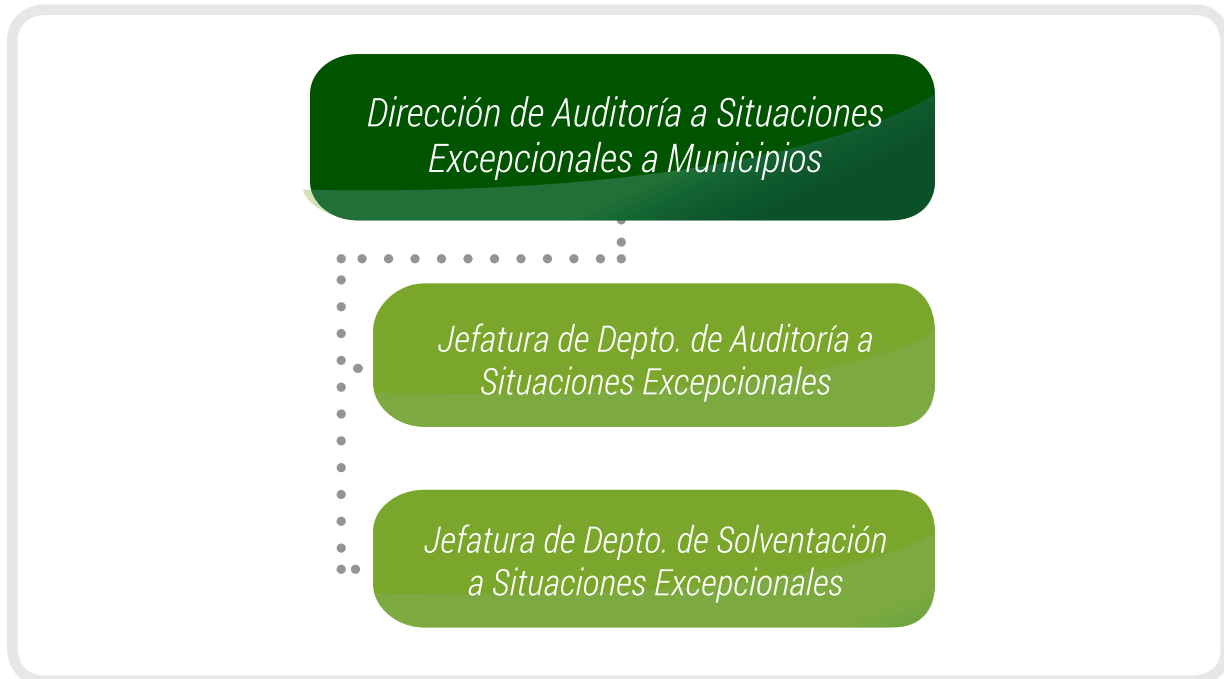 Dirección de Auditoría a Situaciones
Excepcionales a Municipios
Jefatura de Depto. de Auditoría a
Situaciones Excepcionales
Jefatura de Depto. de Solventación
a Situaciones Excepcionales